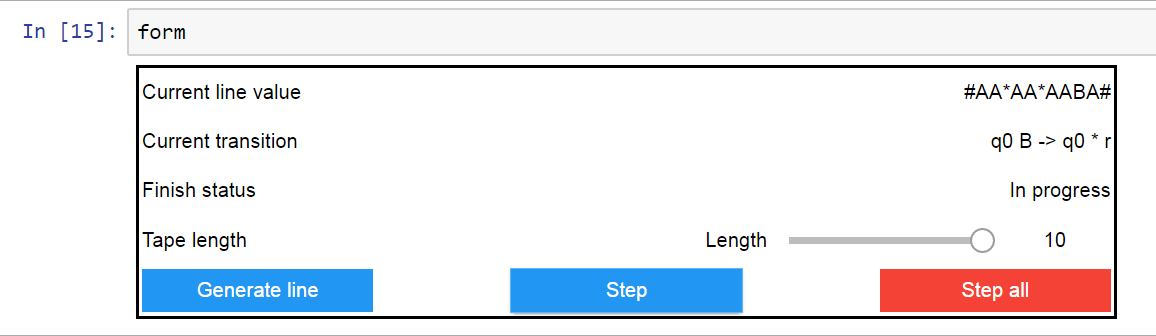 In [15]: form
Current line value #AA*AA*AABA#
Current transition q0 B -> q0 * r
Finish status In progress
Tape length Length 10
Generate line Step Step all